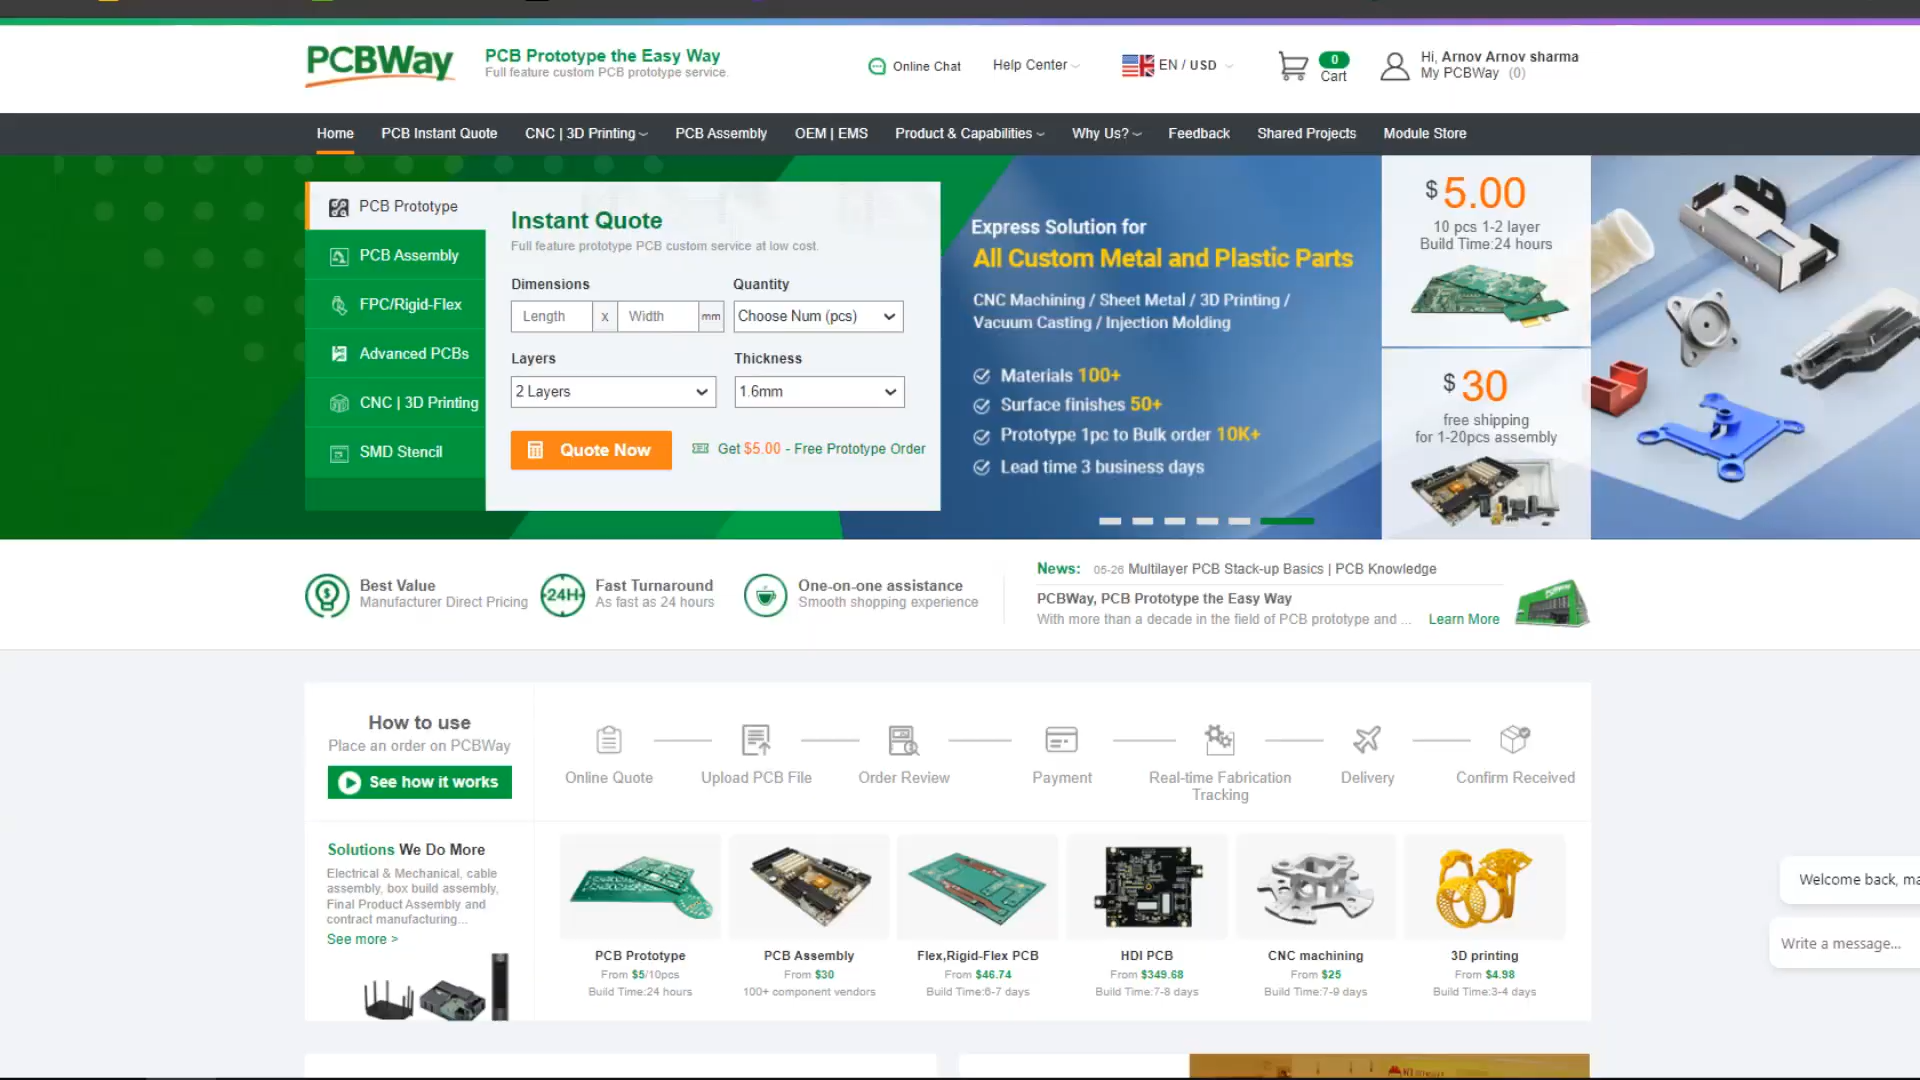 PCBWay
PCB Prototype the Easy Way
Full feature custom PCB prototype service.
Online Chat
Help Center
EN / USD
0
Cart
Hi, Arnov Arnov sharma
My PCBWay (0)
Home
PCB Instant Quote
CNC | 3D Printing
PCB Assembly
OEM | EMS
Product & Capabilities
Why Us?
Feedback
Shared Projects
Module Store
PCB Prototype
PCB Assembly
FPC/Rigid-Flex
Advanced PCBs
CNC | 3D Printing
SMD Stencil
Instant Quote
Full feature prototype PCB custom service at low cost.
Dimensions
Quantity
Length x Width mm
Choose Num (pcs)
Layers
Thickness
2 Layers
1.6mm
Quote Now
Get $5.00 - Free Prototype Order
Express Solution for
All Custom Metal and Plastic Parts
CNC Machining / Sheet Metal / 3D Printing /
Vacuum Casting / Injection Molding
Materials 100+
Surface finishes 50+
Prototype 1pc to Bulk order 10K+
Lead time 3 business days
$ 5.00
10 pcs 1-2 layer
Build Time:24 hours
$ 30
free shipping
for 1-20pcs assembly
Best Value
Manufacturer Direct Pricing
24H
Fast Turnaround
As fast as 24 hours
One-on-one assistance
Smooth shopping experience
News: 05-26 Multilayer PCB Stack-up Basics | PCB Knowledge
PCBWay, PCB Prototype the Easy Way
With more than a decade in the field of PCB prototype and ... Learn More
How to use
Place an order on PCBWay
See how it works
Online Quote
Upload PCB File
Order Review
Payment
Real-time Fabrication
Tracking
Delivery
Confirm Received
Solutions We Do More
Electrical & Mechanical, cable
assembly, box build assembly,
Final Product Assembly and
contract manufacturing...
See more >
PCB Prototype
From $5/10pcs
Build Time:24 hours
PCB Assembly
From $30
100+ component vendors
Flex,Rigid-Flex PCB
From $46.74
Build Time:6-7 days
HDI PCB
From $349.68
Build Time:7-8 days
CNC machining
From $25
Build Time:7-9 days
3D printing
From $4.98
Build Time:3-4 days
Welcome back, ma
Write a message...